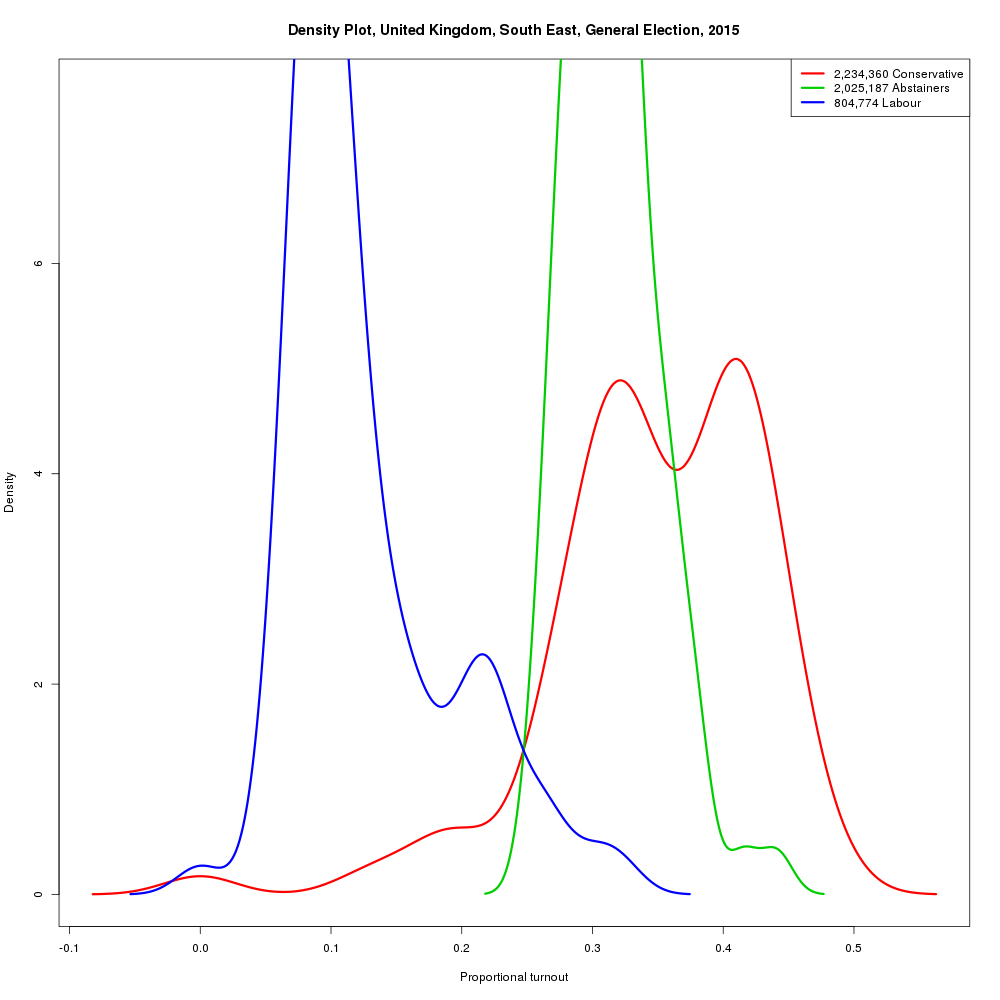 Density Plot, United Kingdom, South East, General Election, 2015
2,234,360 Conservative
2,025,187 Abstainers
804,774 Labour
Density
6
4
2
0
-0.1 0.0 0.1 0.2 0.3 0.4 0.5
Proportional turnout